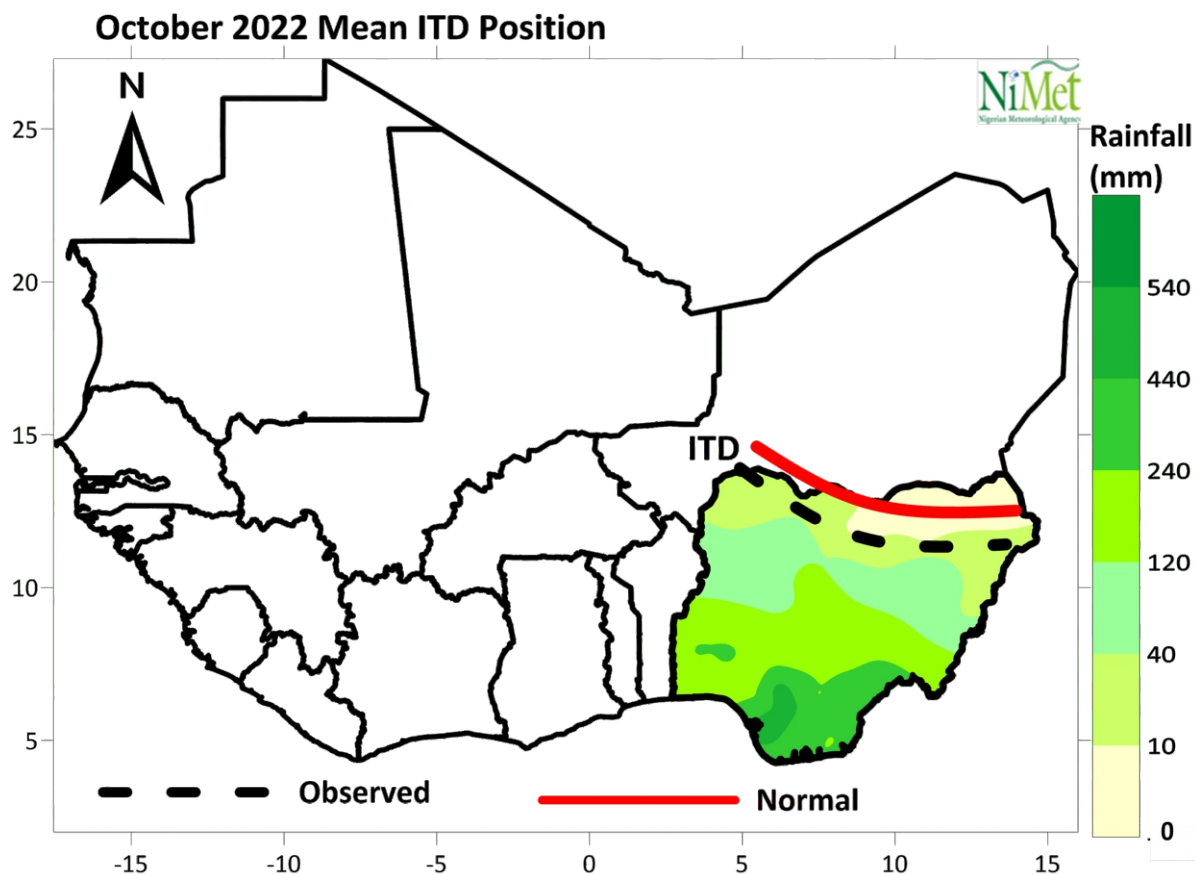 October 2022 Mean ITD Position
N
NiMet
Nigerian Meteorological Agency
Rainfall
(mm)
25
20
15
10
5
540
440
240
120
40
10
. 0
ITD
Observed
Normal
-15
-10
-5
0
5
10
15